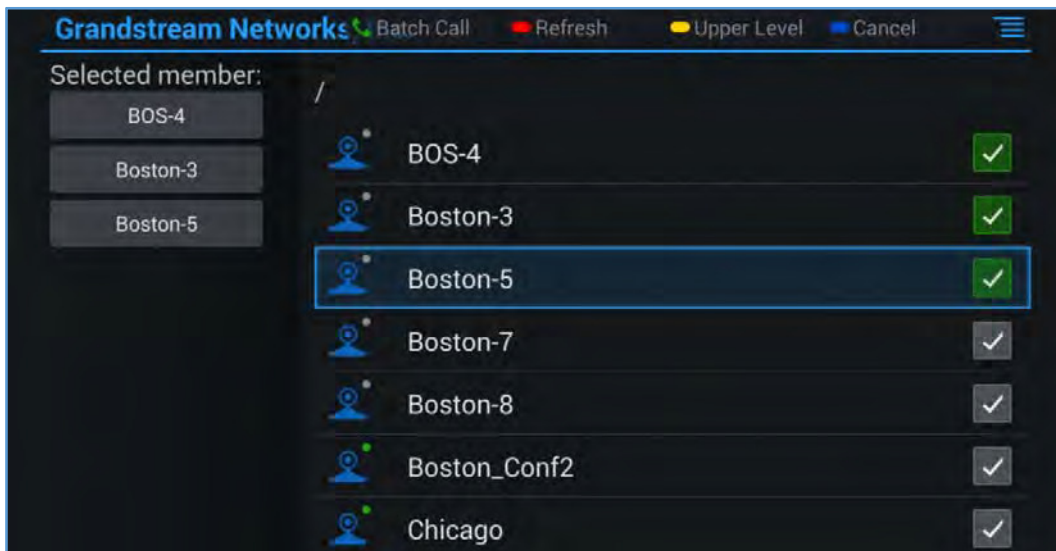 Grandstream Networks Batch Call Refresh Upper Level Cancel
Selected member:
BOS-4
Boston-3
Boston-5
/
BOS-4
Boston-3
Boston-5
Boston-7
Boston-8
Boston_Conf2
Chicago